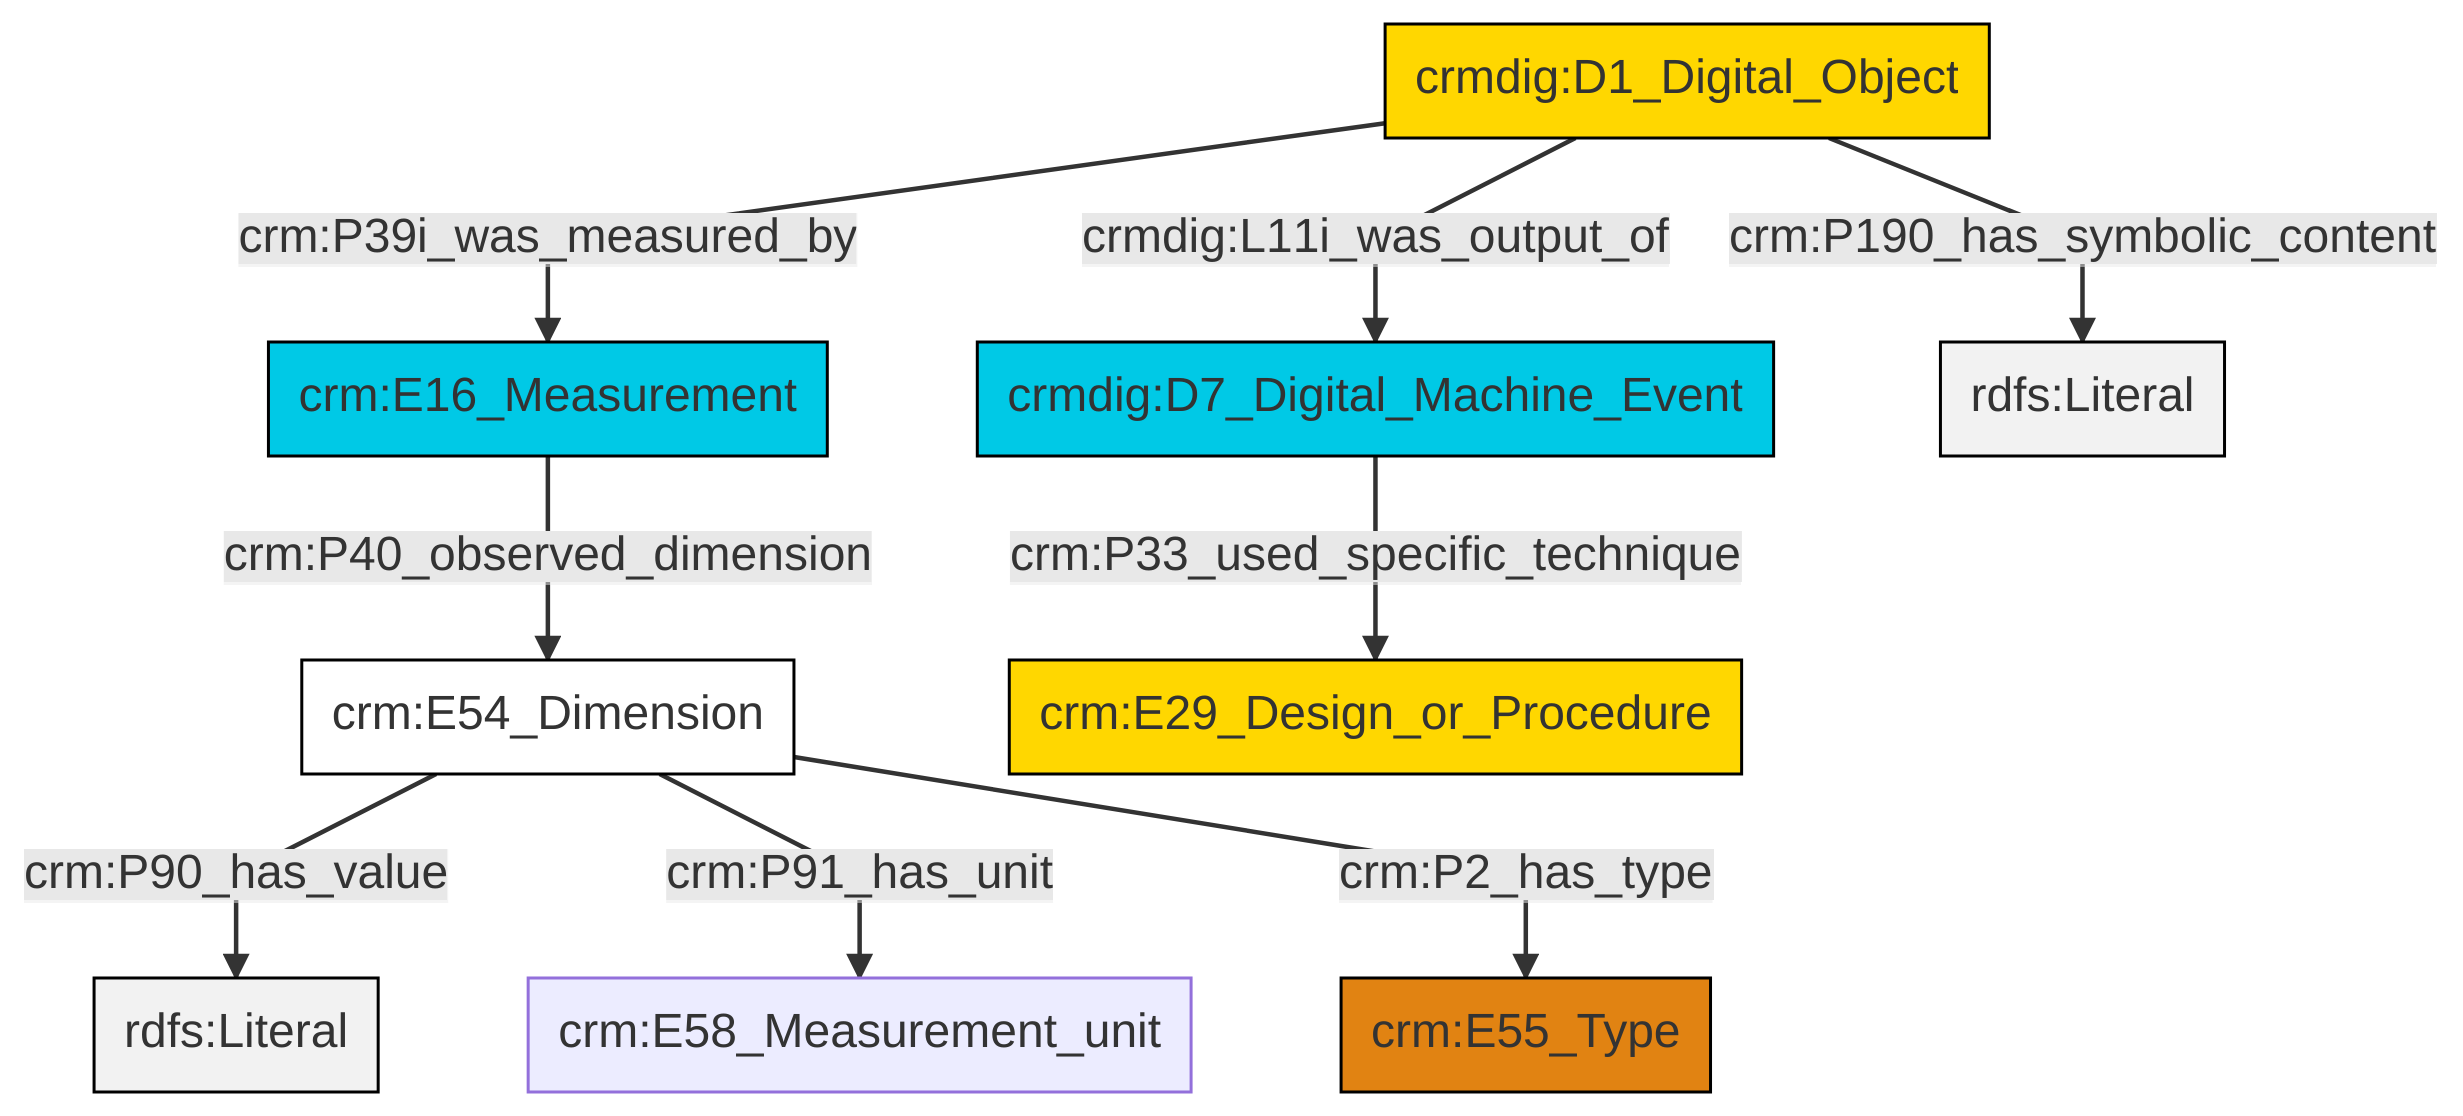 crmdig:D1_Digital_Object
crm:P39i_was_measured_by
crmdig:L11i_was_output_of
crm:P190_has_symbolic_content
crm:E16_Measurement
crmdig:D7_Digital_Machine_Event
rdfs:Literal
crm:P40_observed_dimension
crm:P33_used_specific_technique
crm:E54_Dimension
crm:E29_Design_or_Procedure
crm:P90_has_value
crm:P91_has_unit
crm:P2_has_type
rdfs:Literal
crm:E58_Measurement_unit
crm:E55_Type